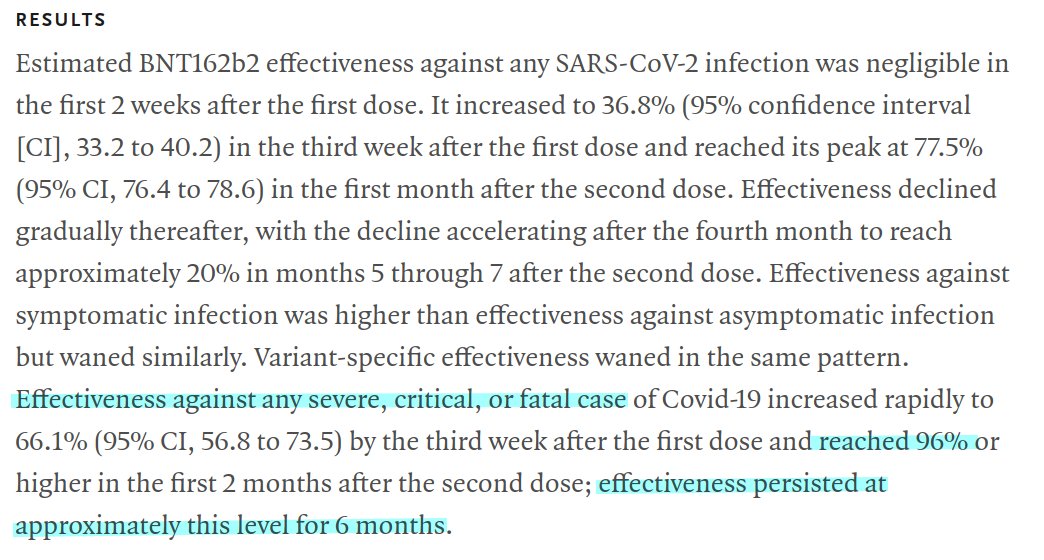 RESULTS
Estimated BNT162b2 effectiveness against any SARS-CoV-2 infection was negligible in
the first 2 weeks after the first dose. It increased to 36.8% (95% confidence interval
[CI], 33.2 to 40.2) in the third week after the first dose and reached its peak at 77.5%
(95% CI, 76.4 to 78.6) in the first month after the second dose. Effectiveness declined
gradually thereafter, with the decline accelerating after the fourth month to reach
approximately 20% in months 5 through 7 after the second dose. Effectiveness against
symptomatic infection was higher than effectiveness against asymptomatic infection
but waned similarly. Variant-specific effectiveness waned in the same pattern.
Effectiveness against any severe, critical, or fatal case of Covid-19 increased rapidly to
66.1% (95% CI, 56.8 to 73.5) by the third week after the first dose and reached 96% or
higher in the first 2 months after the second dose; effectiveness persisted at
approximately this level for 6 months.